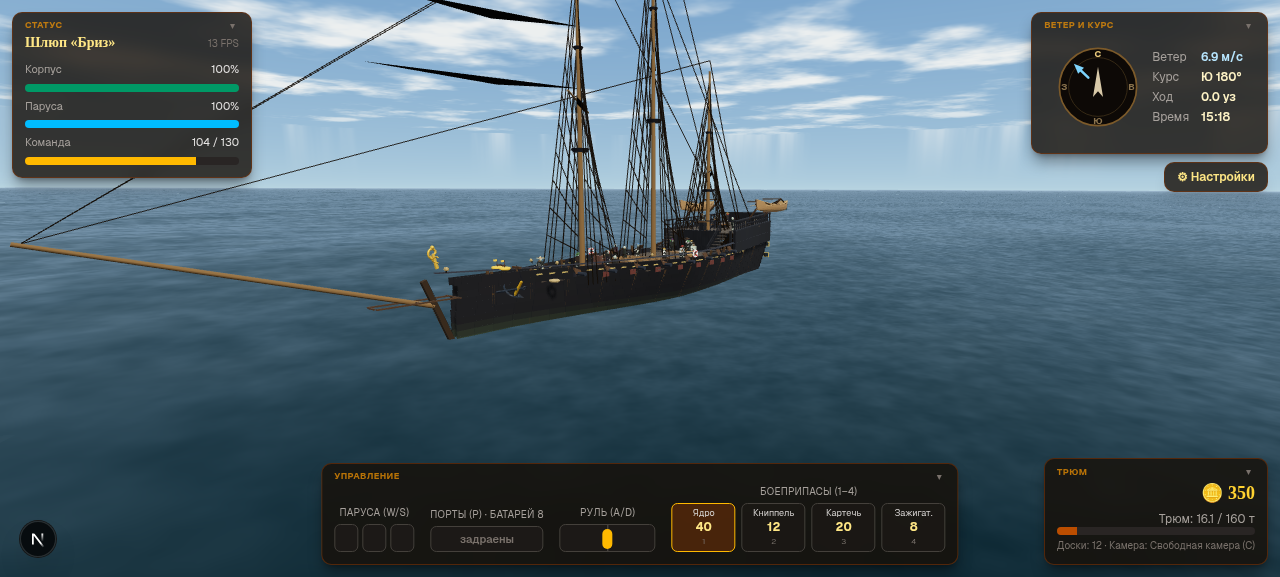 СТАТУС
Шлюп «Бриз» 13 FPS
Корпус 100%
Паруса 100%
Команда 104 / 130
ВЕТЕР И КУРС
С
З В
Ю
Ветер 6.9 м/с
Курс Ю 180°
Ход 0.0 уз
Время 15:18
⚙ Настройки
УПРАВЛЕНИЕ
ПАРУСА (W/S)
ПОРТЫ (P) · БАТАРЕЙ 8
задраены
РУЛЬ (A/D)
БОЕПРИПАСЫ (1–4)
Ядро
40
1
Книппель
12
2
Картечь
20
3
Зажигат.
8
4
ТРЮМ
350
Трюм: 16.1 / 160 т
Доски: 12 · Камера: Свободная камера (C)
N